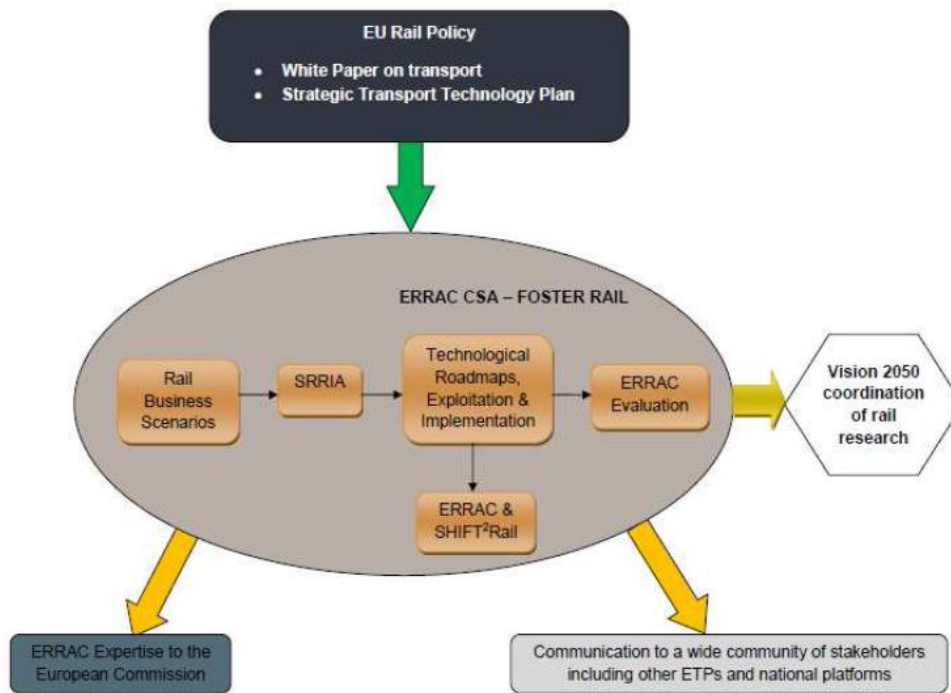 EU Rail Policy
• White Paper on transport
• Strategic Transport Technology Plan
ERRAC CSA – FOSTER RAIL
Rail
Business
Scenarios
SRRIA
Technological
Roadmaps,
Exploitation &
Implementation
ERRAC
Evaluation
ERRAC &
SHIFT²Rail
Vision 2050
coordination
of rail
research
ERRAC Expertise to the
European Commission
Communication to a wide community of stakeholders
including other ETPs and national platforms